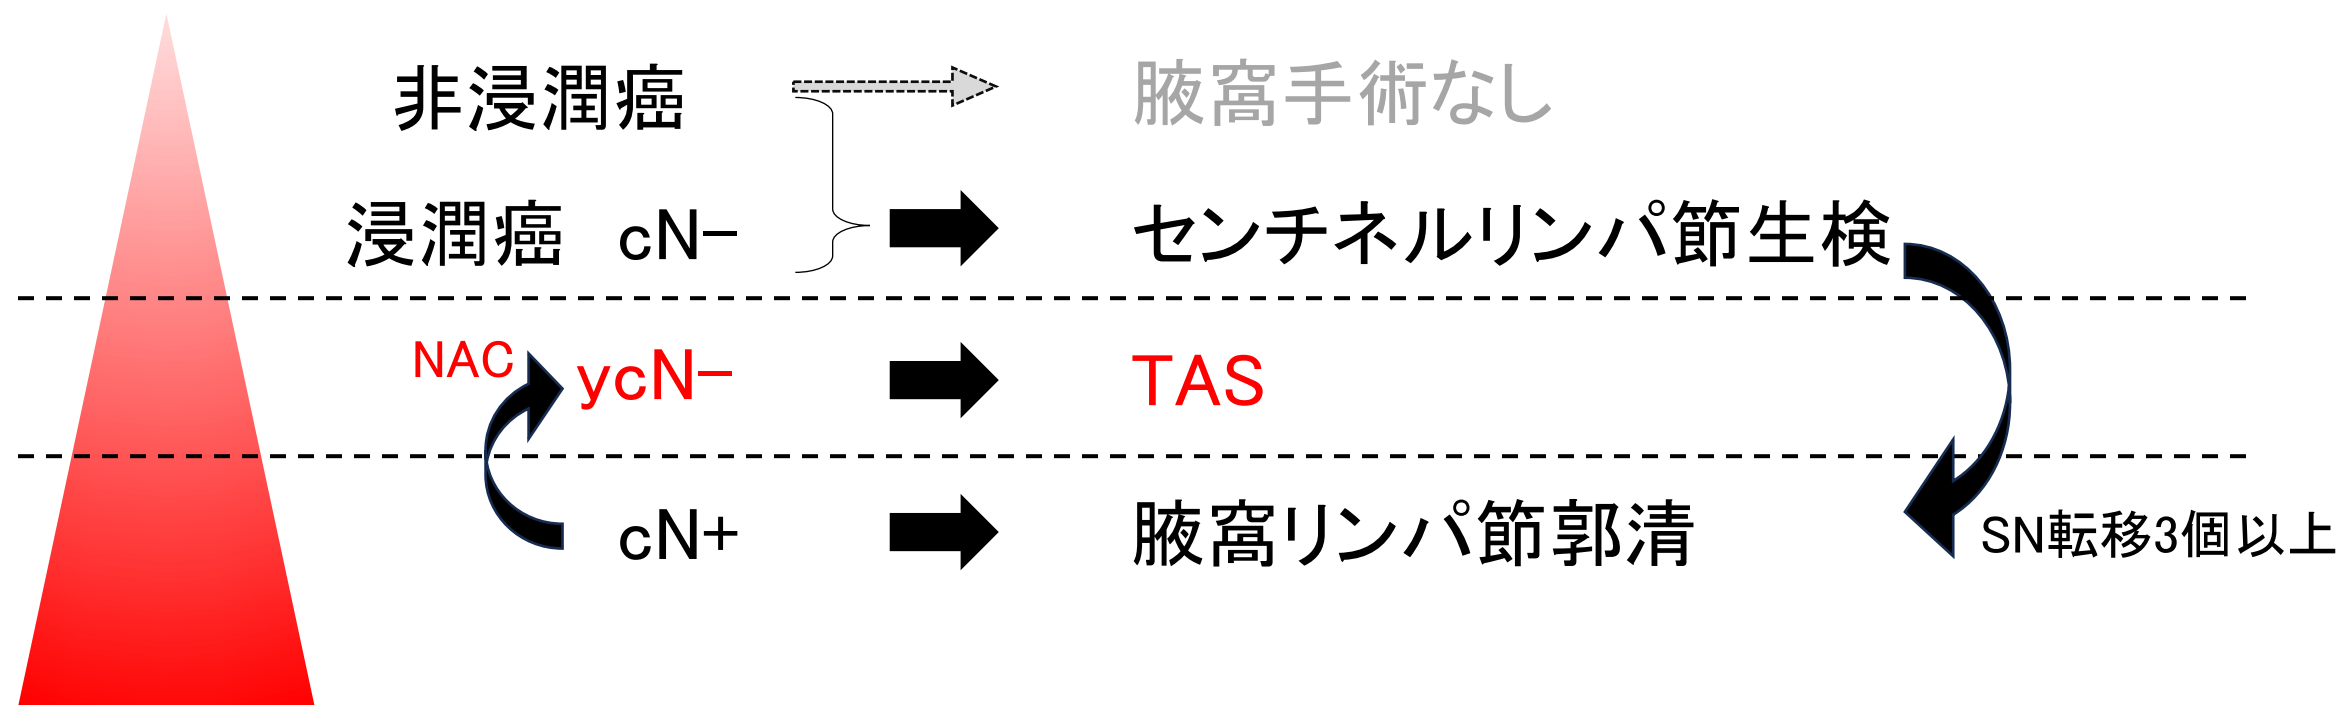 非浸潤癌 腋窩手術なし
浸潤癌 cN− センチネルリンパ節生検
NAC ycN− TAS
cN+ 腋窩リンパ節郭清 SN転移3個以上